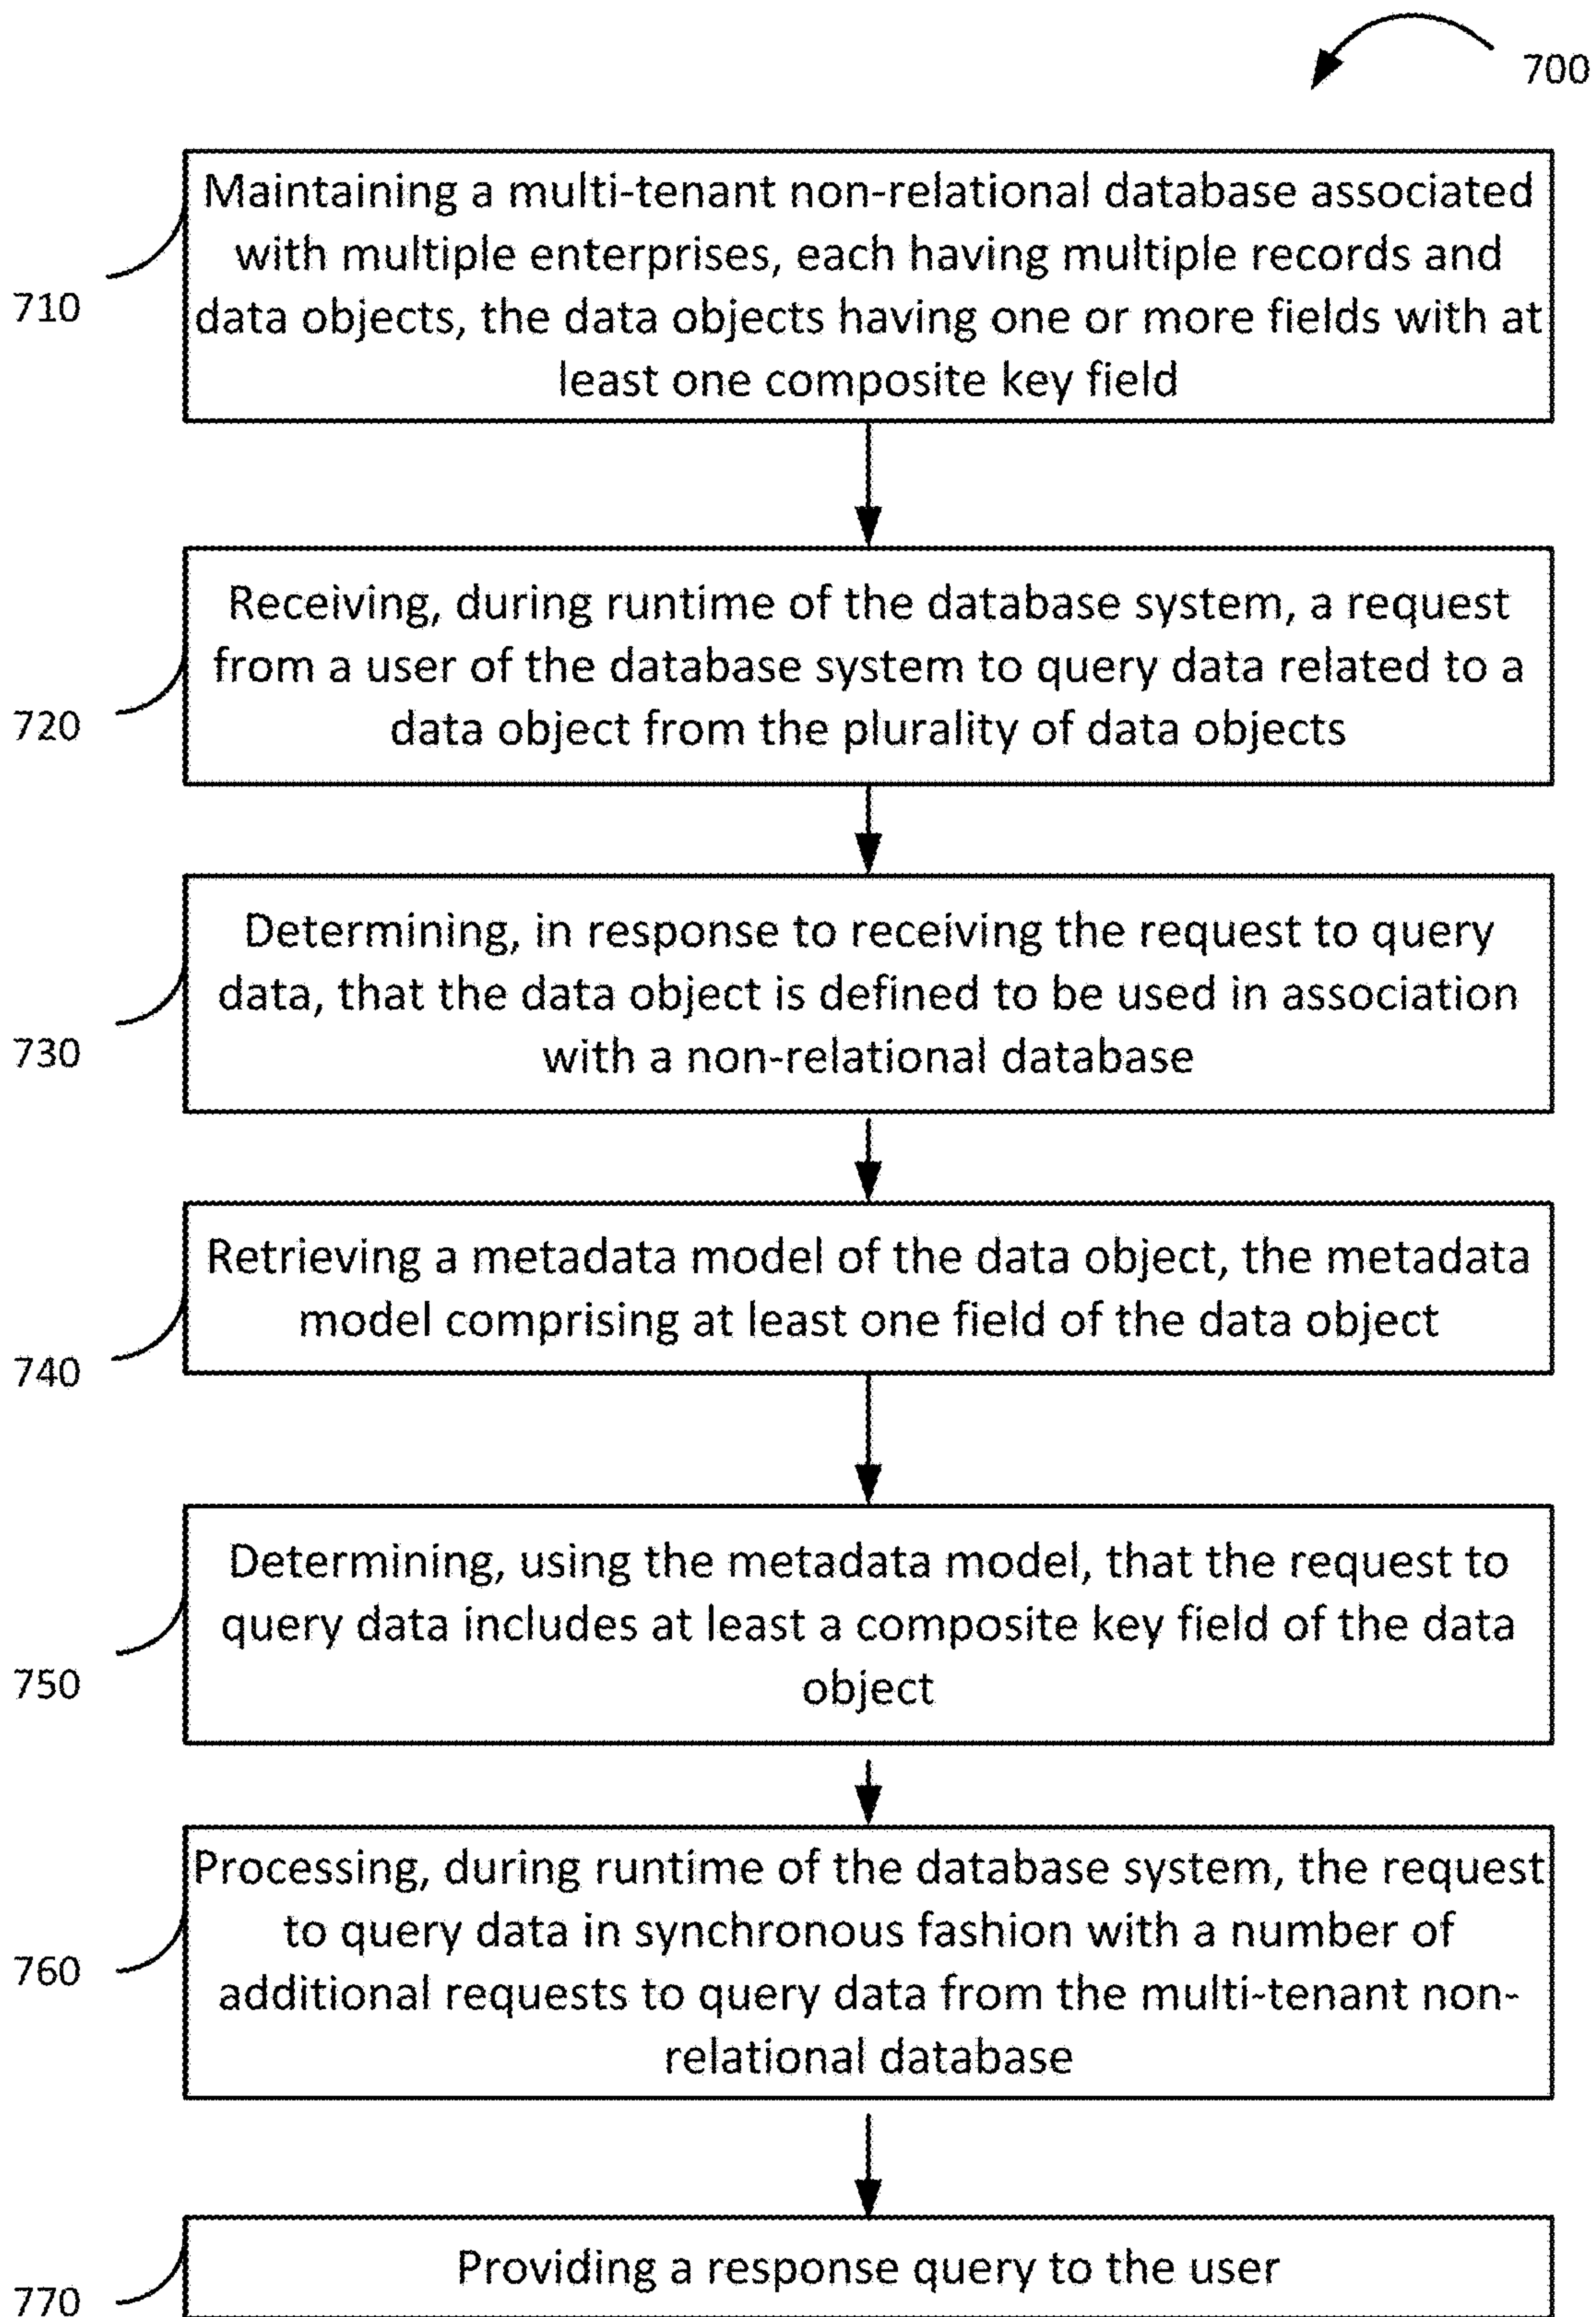 700
Maintaining a multi-tenant non-relational database associated
with multiple enterprises, each having multiple records and
data objects, the data objects having one or more fields with at
least one composite key field
710
Receiving, during runtime of the database system, a request
from a user of the database system to query data related to a
data object from the plurality of data objects
720
Determining, in response to receiving the request to query
data, that the data object is defined to be used in association
with a non-relational database
730
Retrieving a metadata model of the data object, the metadata
model comprising at least one field of the data object
740
Determining, using the metadata model, that the request to
query data includes at least a composite key field of the data
object
750
Processing, during runtime of the database system, the request
to query data in synchronous fashion with a number of
additional requests to query data from the multi-tenant non-
relational database
760
Providing a response query to the user
770